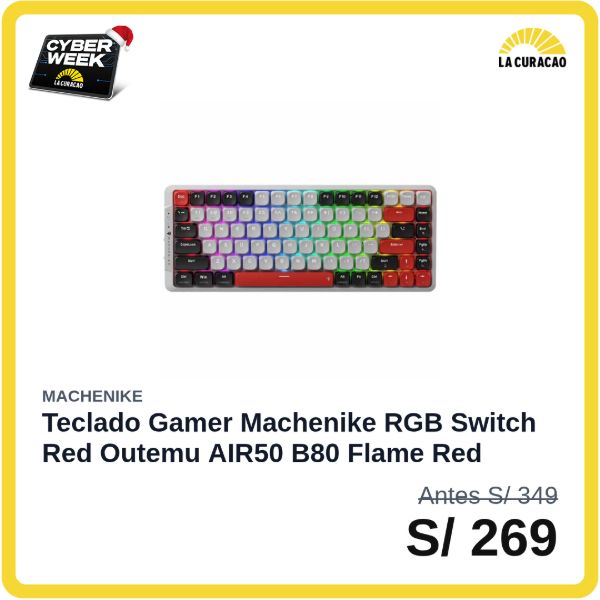 CYBER
WEEK
LA CURACAO
LA CURACAO
MACHENIKE
Teclado Gamer Machenike RGB Switch
Red Outemu AIR50 B80 Flame Red
Antes S/ 349
S/ 269